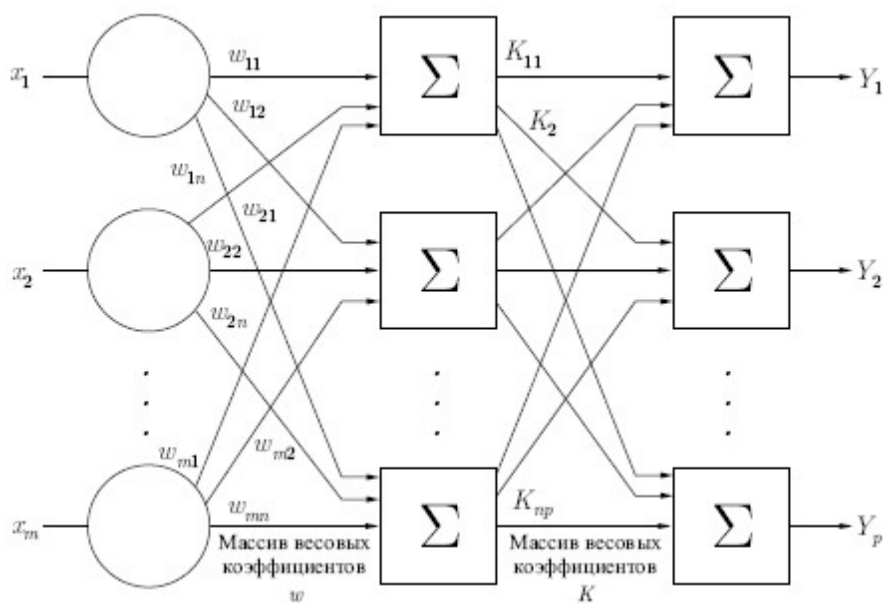 x₁ w₁₁ Σ K₁₁ Σ Y₁
w₁₂ K₂
w₁ₙ w₂₁
x₂ w₂₂ Σ Σ Y₂
w₂ₙ
wₘ₁ wₘ₂
xₘ wₘₙ Σ Kₙₚ Σ Yₚ
Массив весовых Массив весовых
коэффициентов коэффициентов
w K